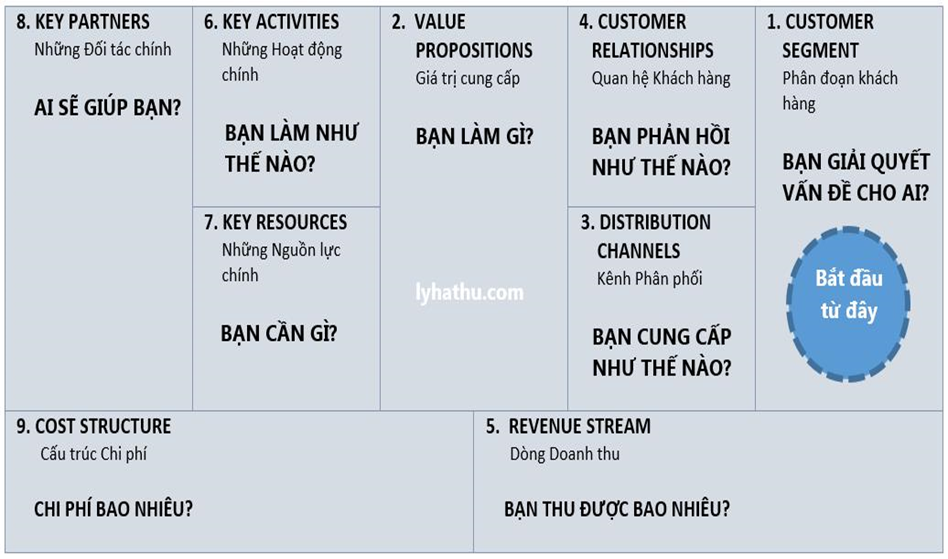 8. KEY PARTNERS
Những Đối tác chính
AI SẼ GIÚP BẠN?
6. KEY ACTIVITIES
Những Hoạt động
chính
BẠN LÀM NHƯ
THẾ NÀO?
7. KEY RESOURCES
Những Nguồn lực
chính
BẠN CẦN GÌ?
2. VALUE
PROPOSITIONS
Giá trị cung cấp
BẠN LÀM GÌ?
lyhathu.com
4. CUSTOMER
RELATIONSHIPS
Quan hệ Khách hàng
BẠN PHẢN HỒI
NHƯ THẾ NÀO?
3. DISTRIBUTION
CHANNELS
Kênh Phân phối
BẠN CUNG CẤP
NHƯ THẾ NÀO?
1. CUSTOMER
SEGMENT
Phân đoạn khách
hàng
BẠN GIẢI QUYẾT
VẤN ĐỀ CHO AI?
Bắt đầu
từ đây
9. COST STRUCTURE
Cấu trúc Chi phí
CHI PHÍ BAO NHIÊU?
5. REVENUE STREAM
Dòng Doanh thu
BẠN THU ĐƯỢC BAO NHIÊU?